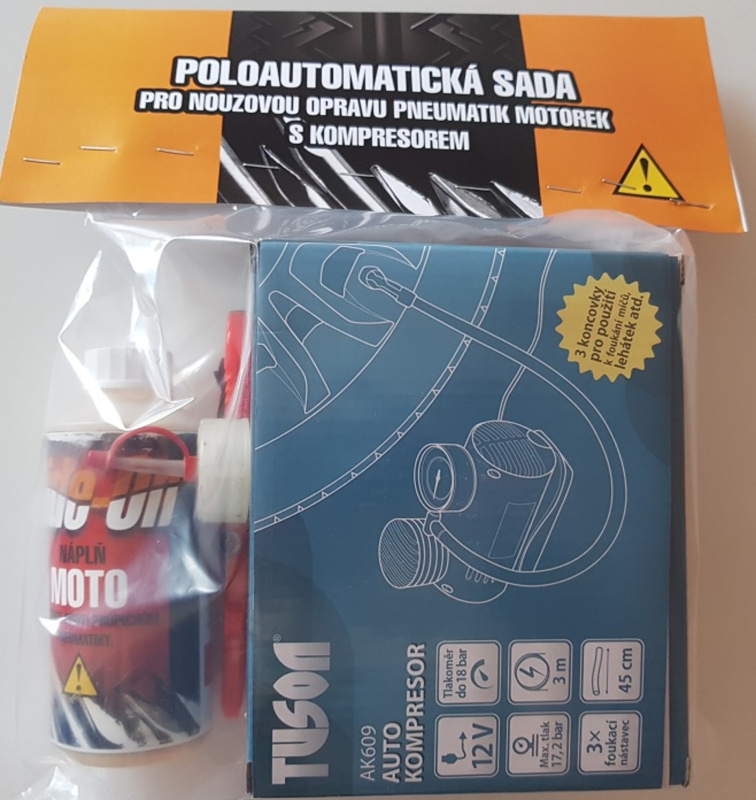 POLOAUTOMATICKÁ SADA
PRO NOUZOVOU OPRAVU PNEUMATIK MOTOREK
S KOMPRESOREM
3 koncovky
pro použití
k foukání míčů,
lehátek atd.
NÁPLŇ
MOTO
TUSON®
AK609
AUTO
KOMPRESOR
Tlakoměr
do 18 bar
3 m
45 cm
12 V
Max. tlak
17,2 bar
3×
foukací
nástavec